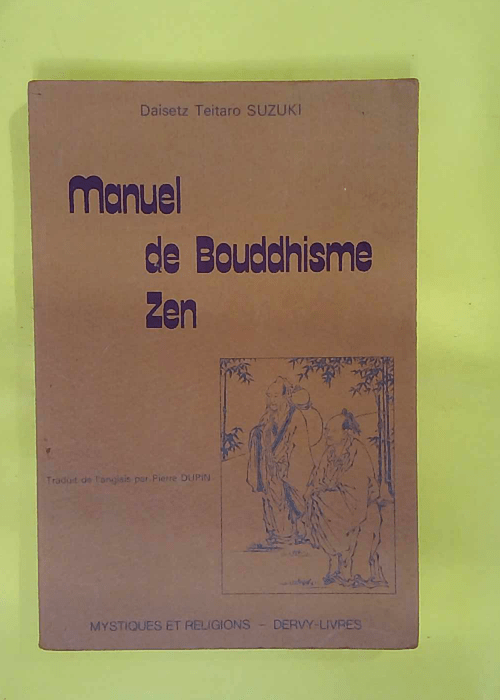 Daisetz Teitaro SUZUKI
Manuel
de Bouddhisme
Zen
Traduit de l'anglais par Pierre DUPIN
MYSTIQUES ET RELIGIONS - DERVY-LIVRES